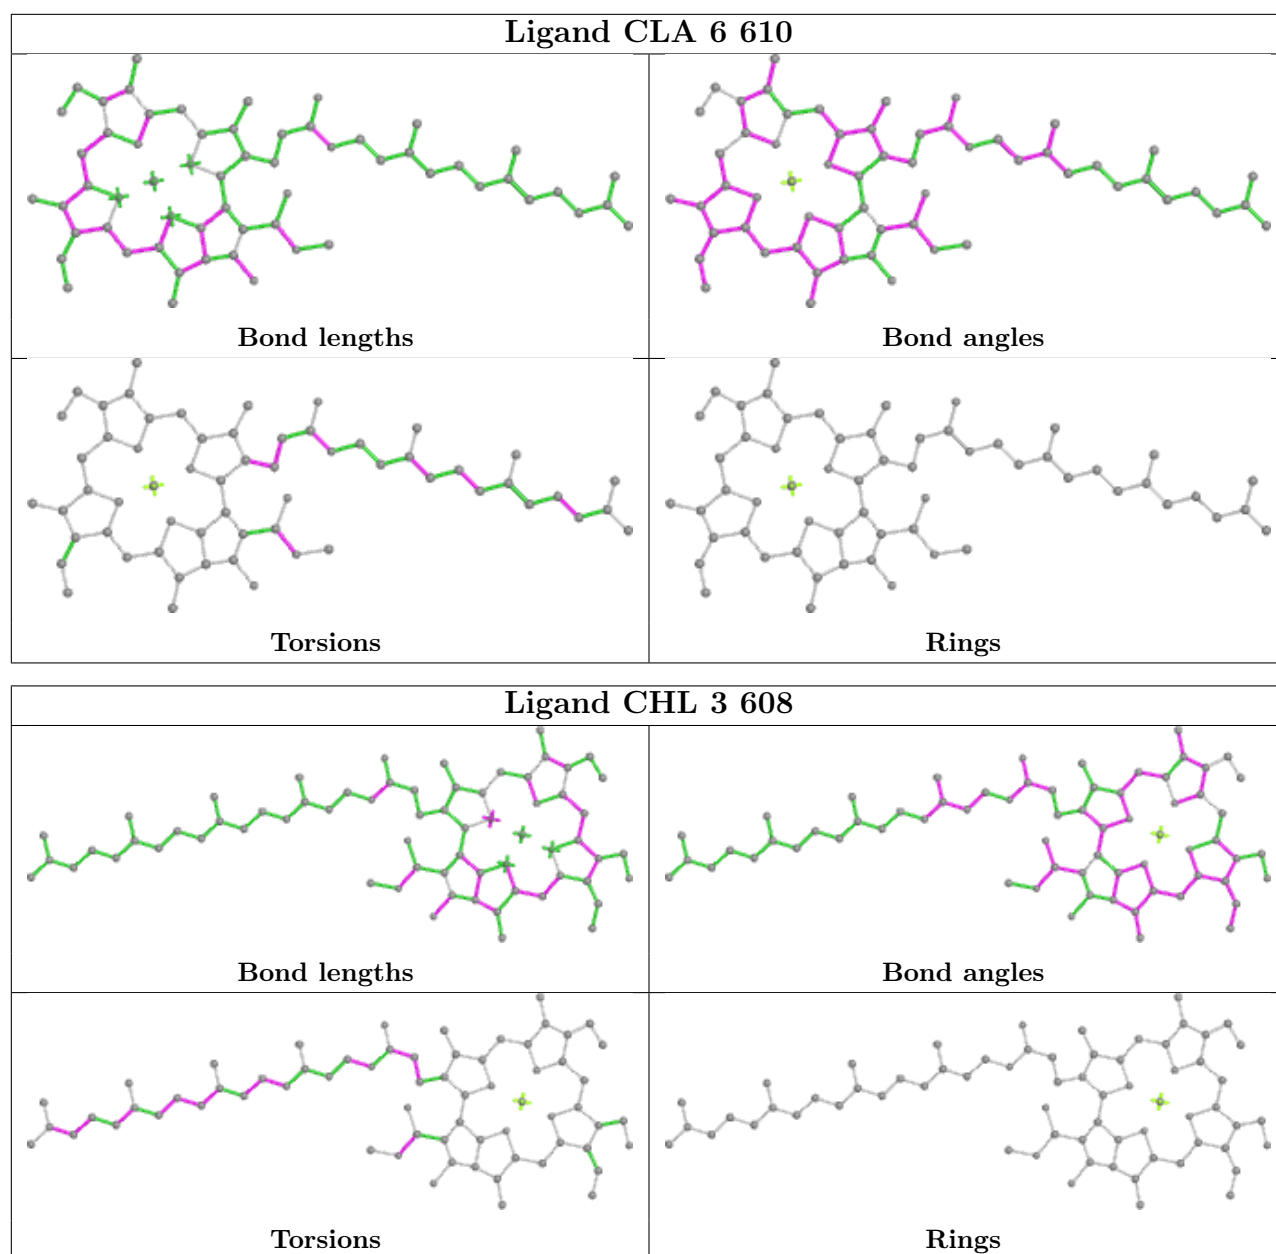 Ligand CLA 6 610
Bond lengths
Bond angles
Torsions
Rings
Ligand CHL 3 608
Bond lengths
Bond angles
Torsions
Rings